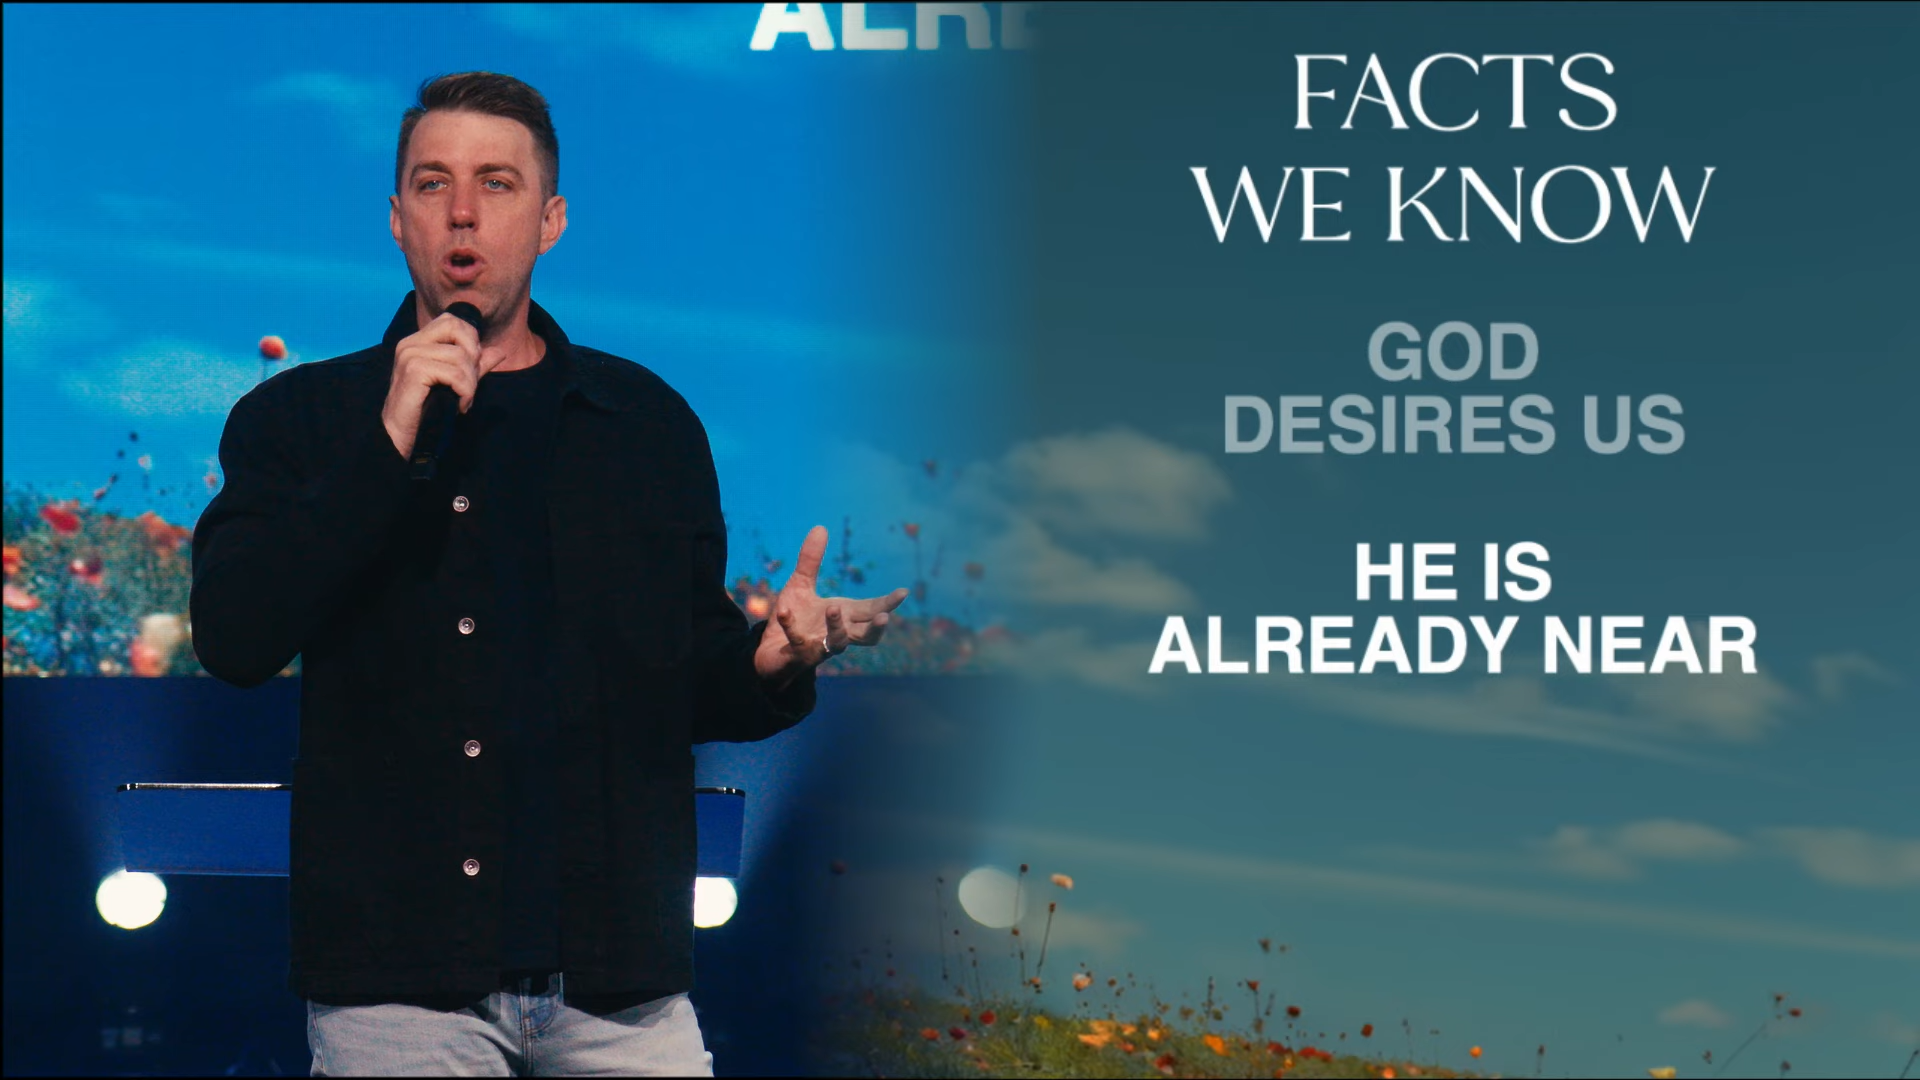 FACTS
WE KNOW
GOD
DESIRES US
HE IS
ALREADY NEAR